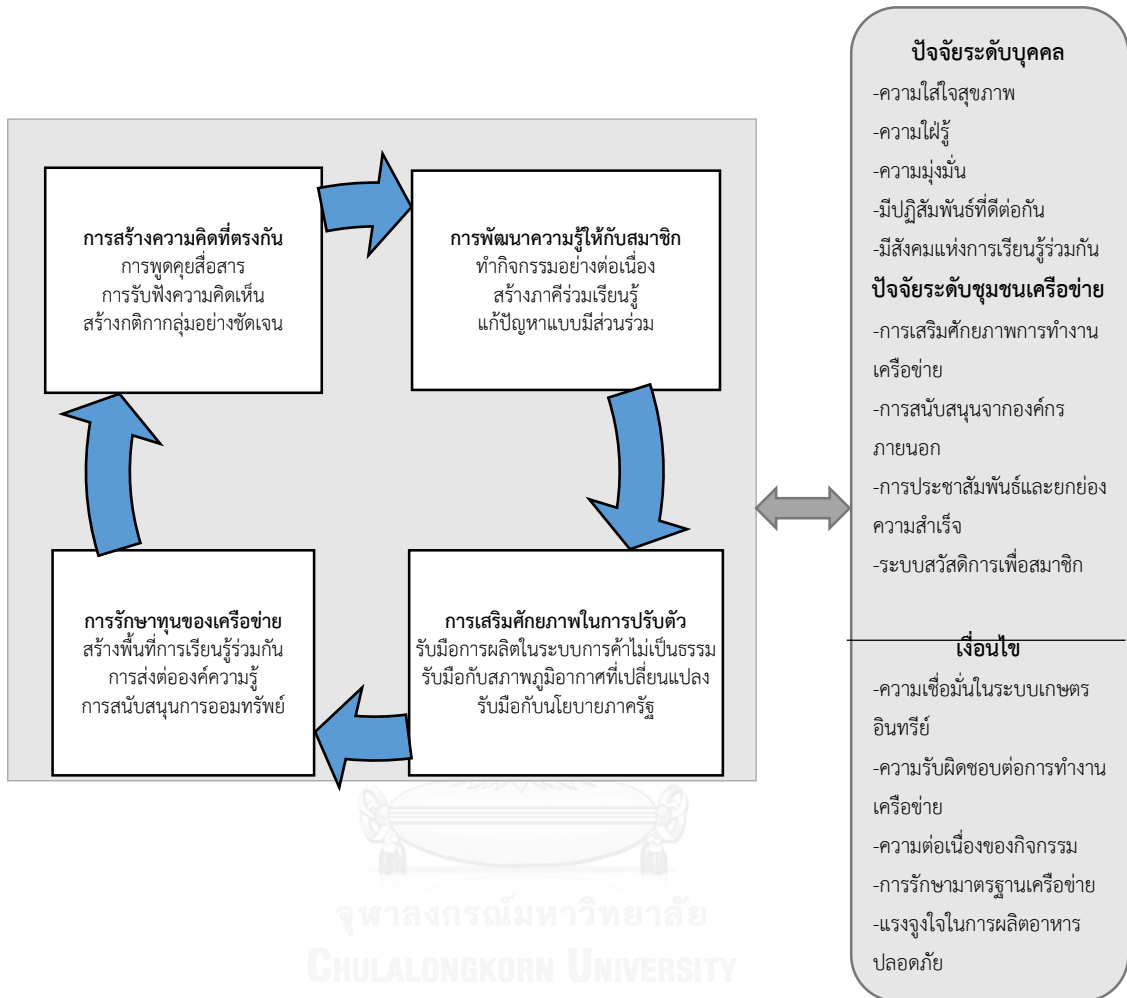 การสร้างความคิดที่ตรงกัน
การพูดคุยสื่อสาร
การรับฟังความคิดเห็น
สร้างกติกากลุ่มอย่างชัดเจน
การพัฒนาความรู้ให้กับสมาชิก
ทำกิจกรรมอย่างต่อเนื่อง
สร้างภาคีร่วมเรียนรู้
แก้ปัญหาแบบมีส่วนร่วม
การรักษาทุนของเครือข่าย
สร้างพื้นที่การเรียนรู้ร่วมกัน
การส่งต่อองค์ความรู้
การสนับสนุนการออมทรัพย์
การเสริมศักยภาพในการปรับตัว
รับมือการผลิตในระบบการค้าไม่เป็นธรรม
รับมือกับสภาพภูมิอากาศที่เปลี่ยนแปลง
รับมือกับนโยบายภาครัฐ
ปัจจัยระดับบุคคล
-ความใส่ใจสุขภาพ
-ความใฝ่รู้
-ความมุ่งมั่น
-มีปฏิสัมพันธ์ที่ดีต่อกัน
-มีสังคมแห่งการเรียนรู้ร่วมกัน
ปัจจัยระดับชุมชนเครือข่าย
-การเสริมศักยภาพการทำงาน
เครือข่าย
-การสนับสนุนจากองค์กร
ภายนอก
-การประชาสัมพันธ์และยกย่อง
ความสำเร็จ
-ระบบสวัสดิการเพื่อสมาชิก
เงื่อนไข
-ความเชื่อมั่นในระบบเกษตร
อินทรีย์
-ความรับผิดชอบต่อการทำงาน
เครือข่าย
-ความต่อเนื่องของกิจกรรม
-การรักษามาตรฐานเครือข่าย
-แรงจูงใจในการผลิตอาหาร
ปลอดภัย
จุฬาลงกรณ์มหาวิทยาลัย
CHULALONGKORN UNIVERSITY